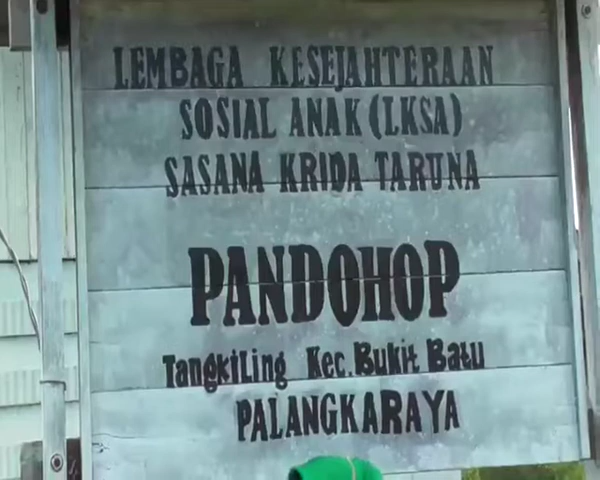 LEMBAGA KESEJAHTERAAN
SOSIAL ANAK (LKSA)
SASANA KRIDA TARUNA
PANDOHOP
Tangkiling Kec. Bukit Batu
PALANGKARAYA